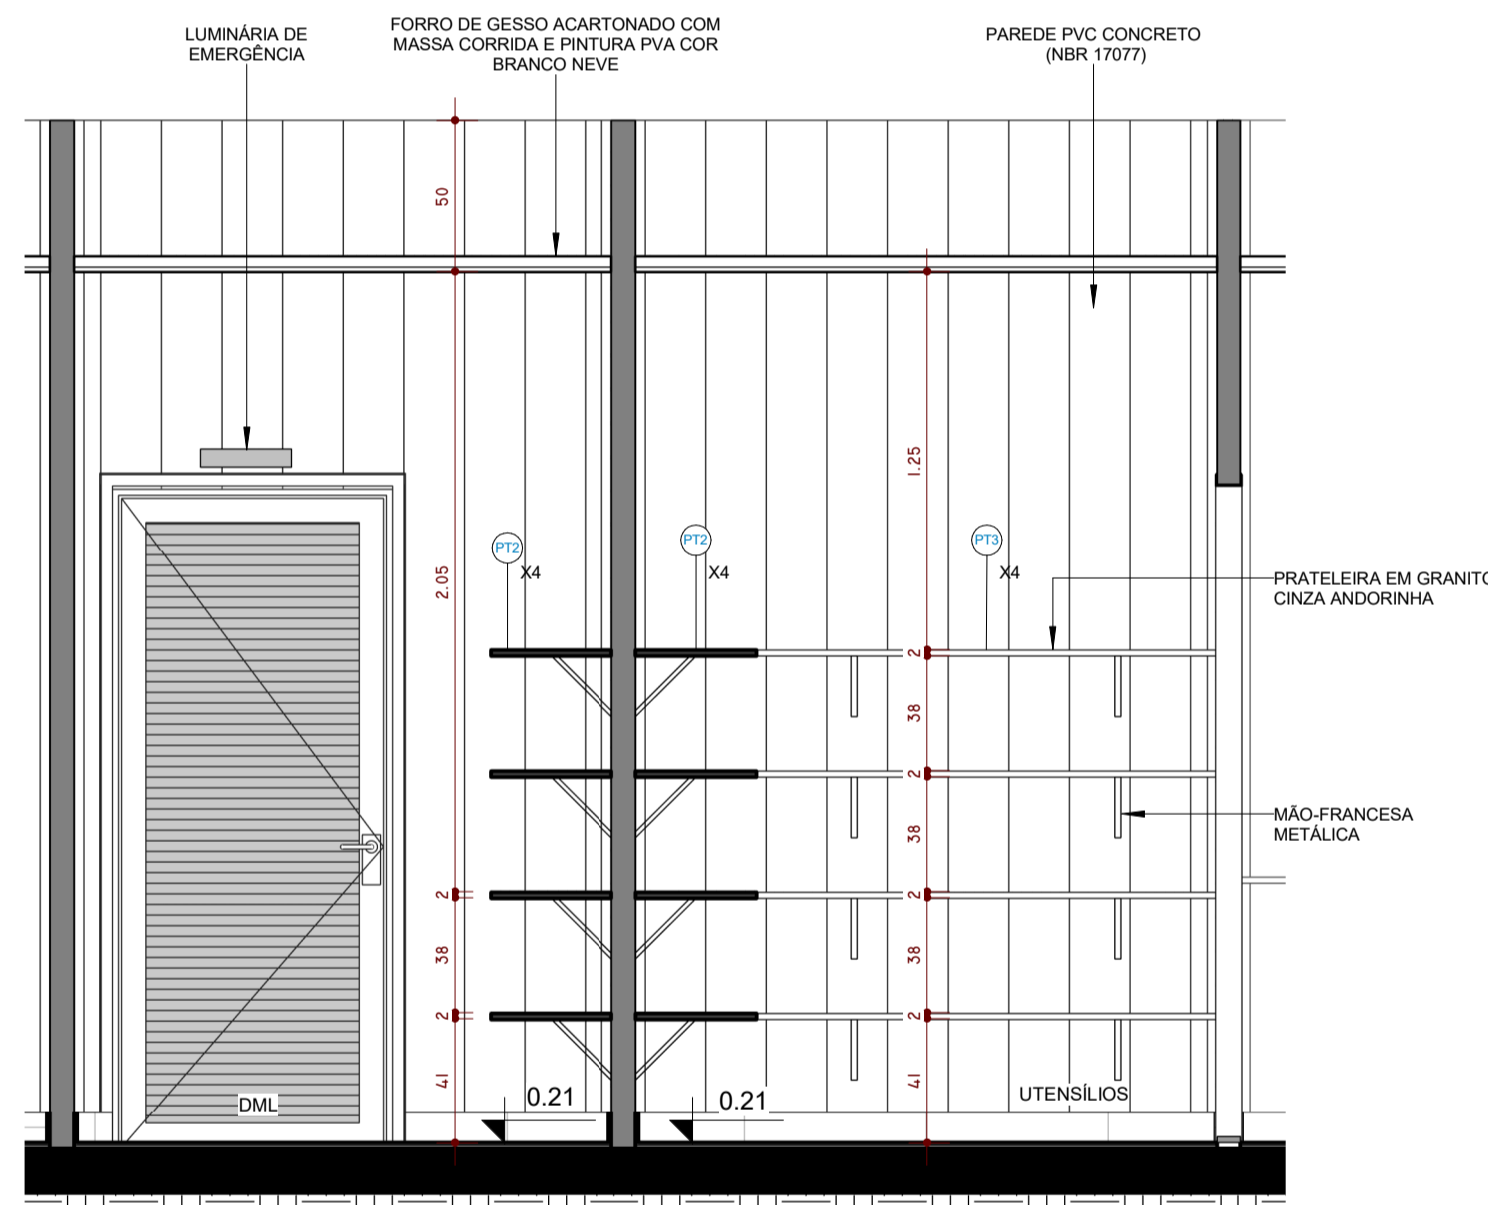 LUMINÁRIA DE
EMERGÊNCIA
FORRO DE GESSO ACARTONADO COM
MASSA CORRIDA E PINTURA PVA COR
BRANCO NEVE
PAREDE PVC CONCRETO
(NBR 17077)
50
1.25
2.05
PT2
X4
PT2
X4
PT3
X4
PRATELEIRA EM GRANITO
CINZA ANDORINHA
2
38
2
38
MÃO-FRANCESA
METÁLICA
2
2
38
38
2
2
41
41
DML
0.21
0.21
UTENSÍLIOS